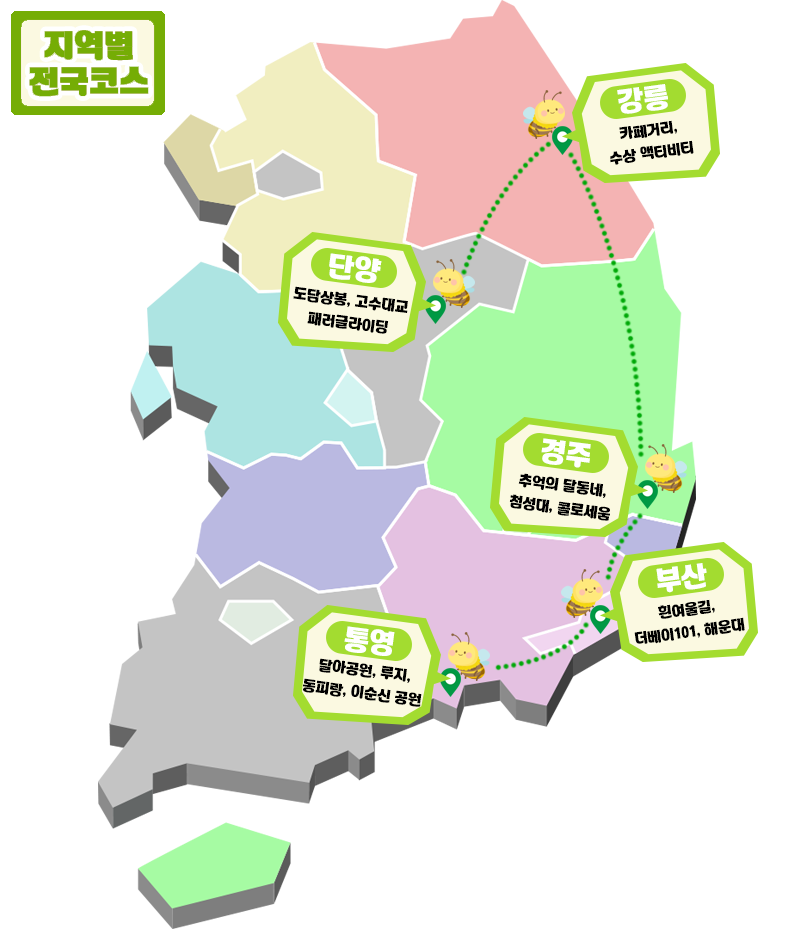 지역별
전국코스
강릉
카페거리,
수상 액티비티
단양
도담상봉, 고수대교
패러글라이딩
경주
추억의 달동네,
첨성대, 콜로세움
부산
흰여울길,
더베이101, 해운대
통영
달아공원, 루지,
동피랑, 이순신 공원